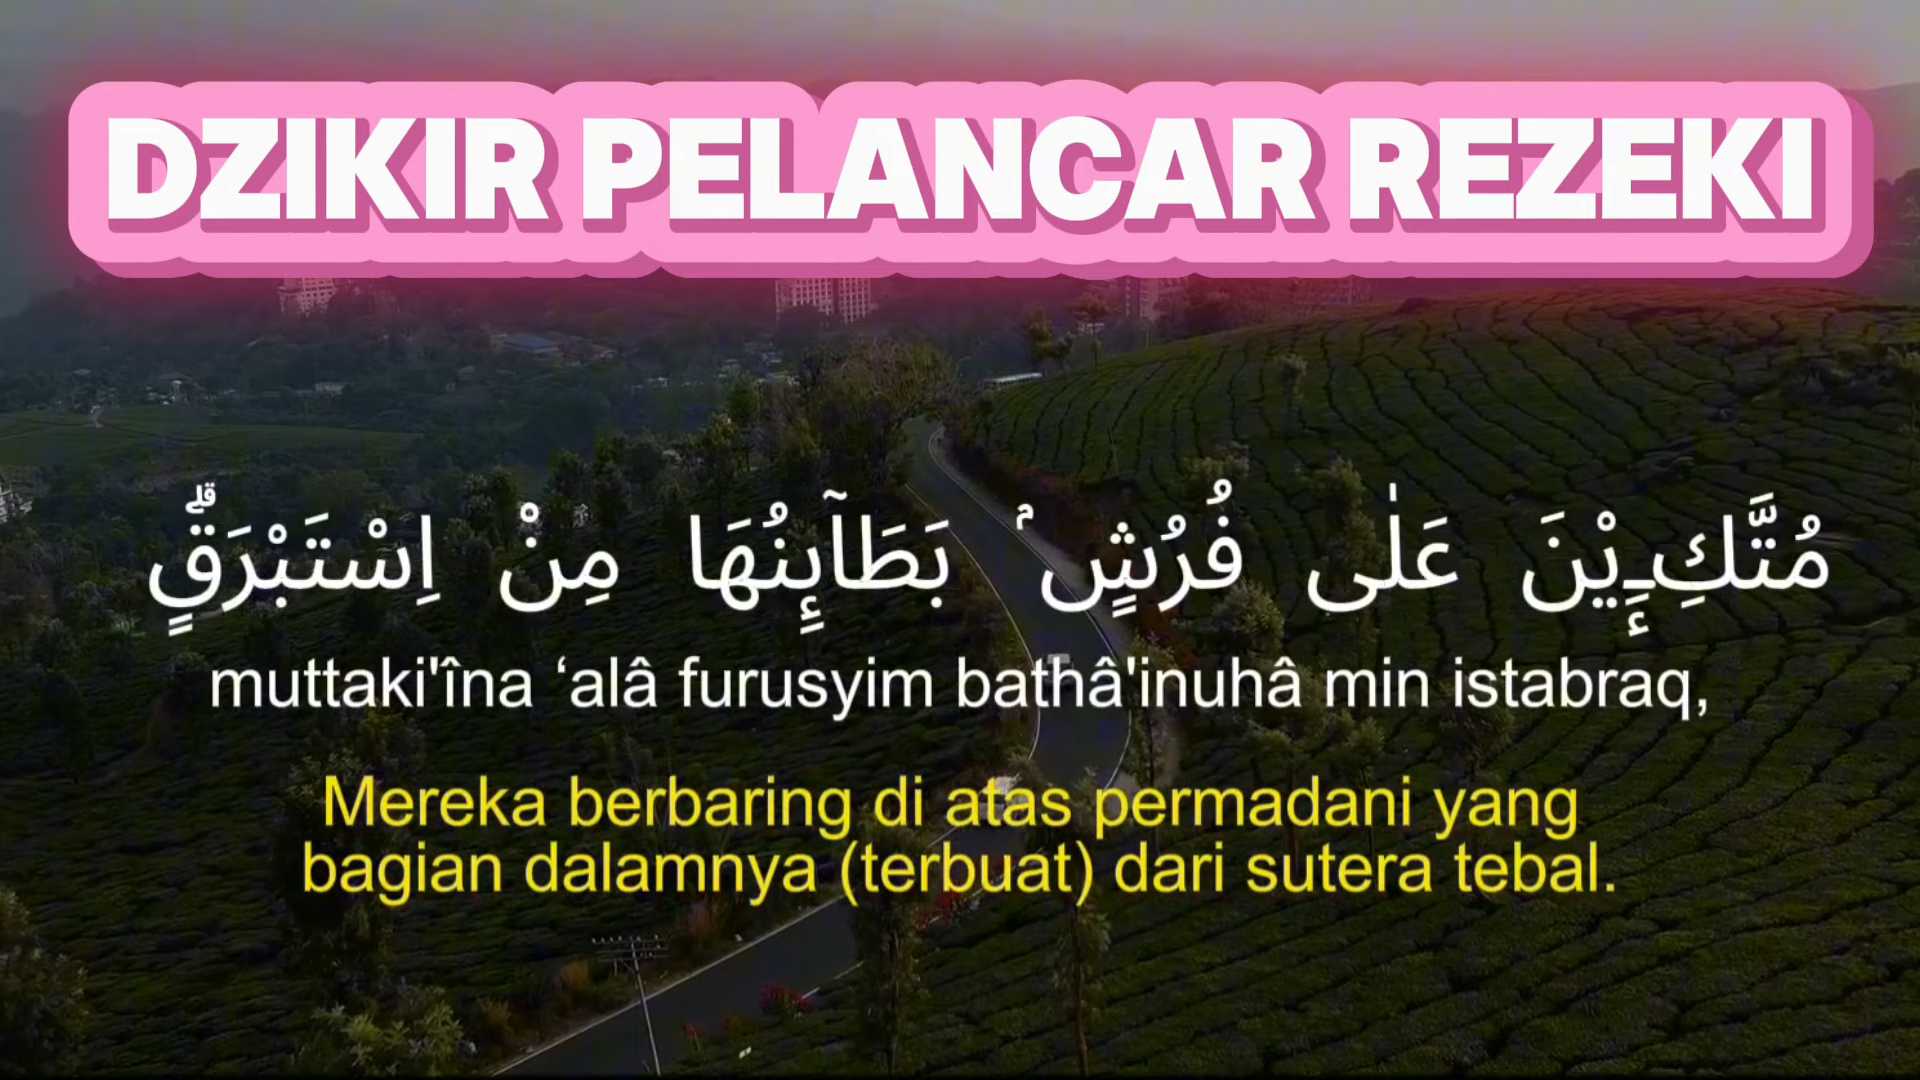 DZIKIR PELANCAR REZEKI
مُتَّكِـِٕيْنَ عَلٰى فُرُشٍ ۢ بَطَاۤىِٕنُهَا مِنْ اِسْتَبْرَقٍۗ
muttaki'îna ‘alâ furusyim bathâ'inuhâ min istabraq,
Mereka berbaring di atas permadani yang
bagian dalamnya (terbuat) dari sutera tebal.